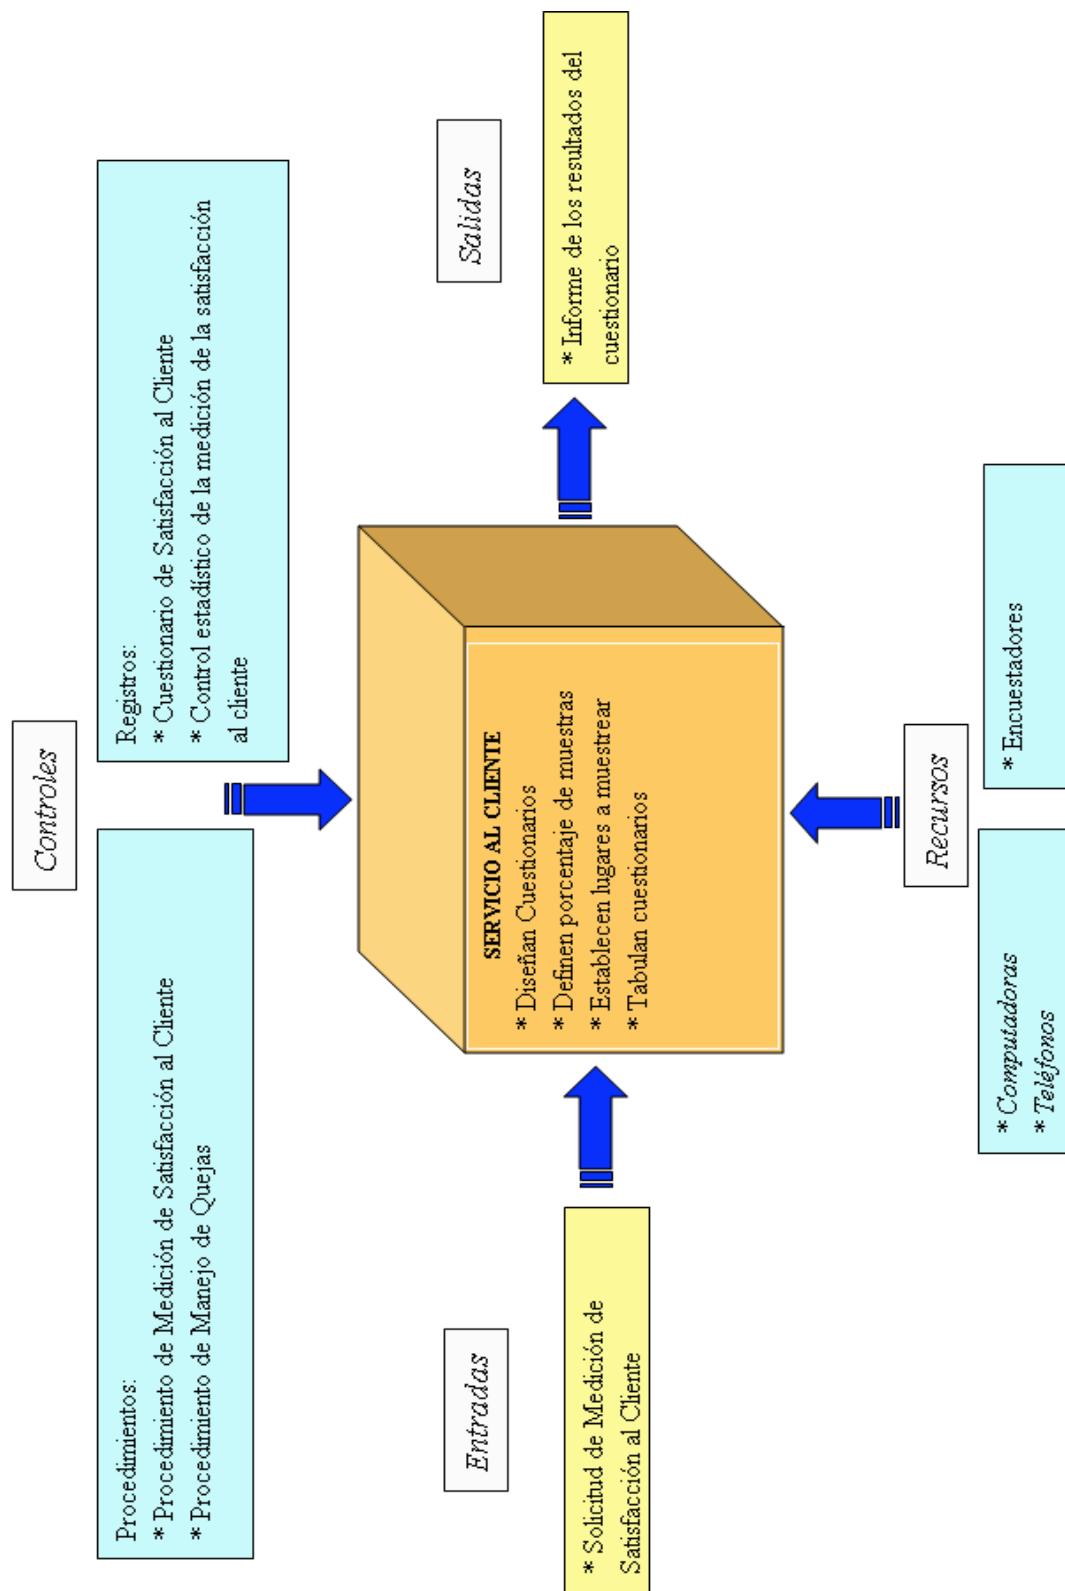 Controles
Procedimientos:
* Procedimiento de Medición de Satisfacción al Cliente
* Procedimiento de Manejo de Quejas
Registros:
* Cuestionario de Satisfacción al Cliente
* Control estadístico de la medición de la satisfacción
al cliente
Entradas
* Solicitud de Medición de
Satisfacción al Cliente
SERVICIO AL CLIENTE
* Diseñan Cuestionarios
* Definen porcentaje de muestras
* Establecen lugares a muestrear
* Tabulan cuestionarios
Salidas
* Informe de los resultados del
cuestionario
Recursos
* Computadoras
* Teléfonos
* Encuestadores